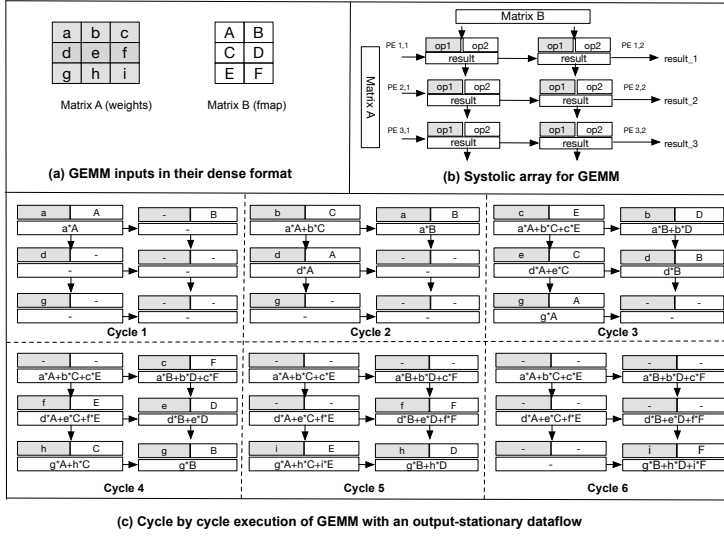 a b c
d e f
g h i
Matrix A (weights)
A B
C D
E F
Matrix B (fmap)
(a) GEMM inputs in their dense format
Matrix B
Matrix A
PE 1,1 op1 op2 op1 op2 PE 1,2
result result result_1
PE 2,1 op1 op2 op1 op2 PE 2,2
result result result_2
PE 3,1 op1 op2 op1 op2 PE 3,2
result result result_3
(b) Systolic array for GEMM
a A - B
a*A -
d - - -
- -
g - - -
- -
Cycle 1
b C a B
a*A+b*C a*B
d A - -
d*A -
g - - -
- -
Cycle 2
c E b D
a*A+b*C+c*E a*B+b*D
e C d B
d*A+e*C d*B
g A - -
g*A -
Cycle 3
- - c F
a*A+b*C+c*E a*B+b*D+c*F
f E e D
d*A+e*C+f*E d*B+e*D
h C g B
g*A+h*C g*B
Cycle 4
- - - -
a*A+b*C+c*E a*B+b*D+c*F
- - f F
d*A+e*C+f*E d*B+e*D+f*F
i E h D
g*A+h*C+i*E g*B+h*D
Cycle 5
- - - -
a*A+b*C+c*E a*B+b*D+c*F
- - - -
d*A+e*C+f*E d*B+e*D+f*F
- - i F
- g*B+h*D+i*F
Cycle 6
(c) Cycle by cycle execution of GEMM with an output-stationary dataflow